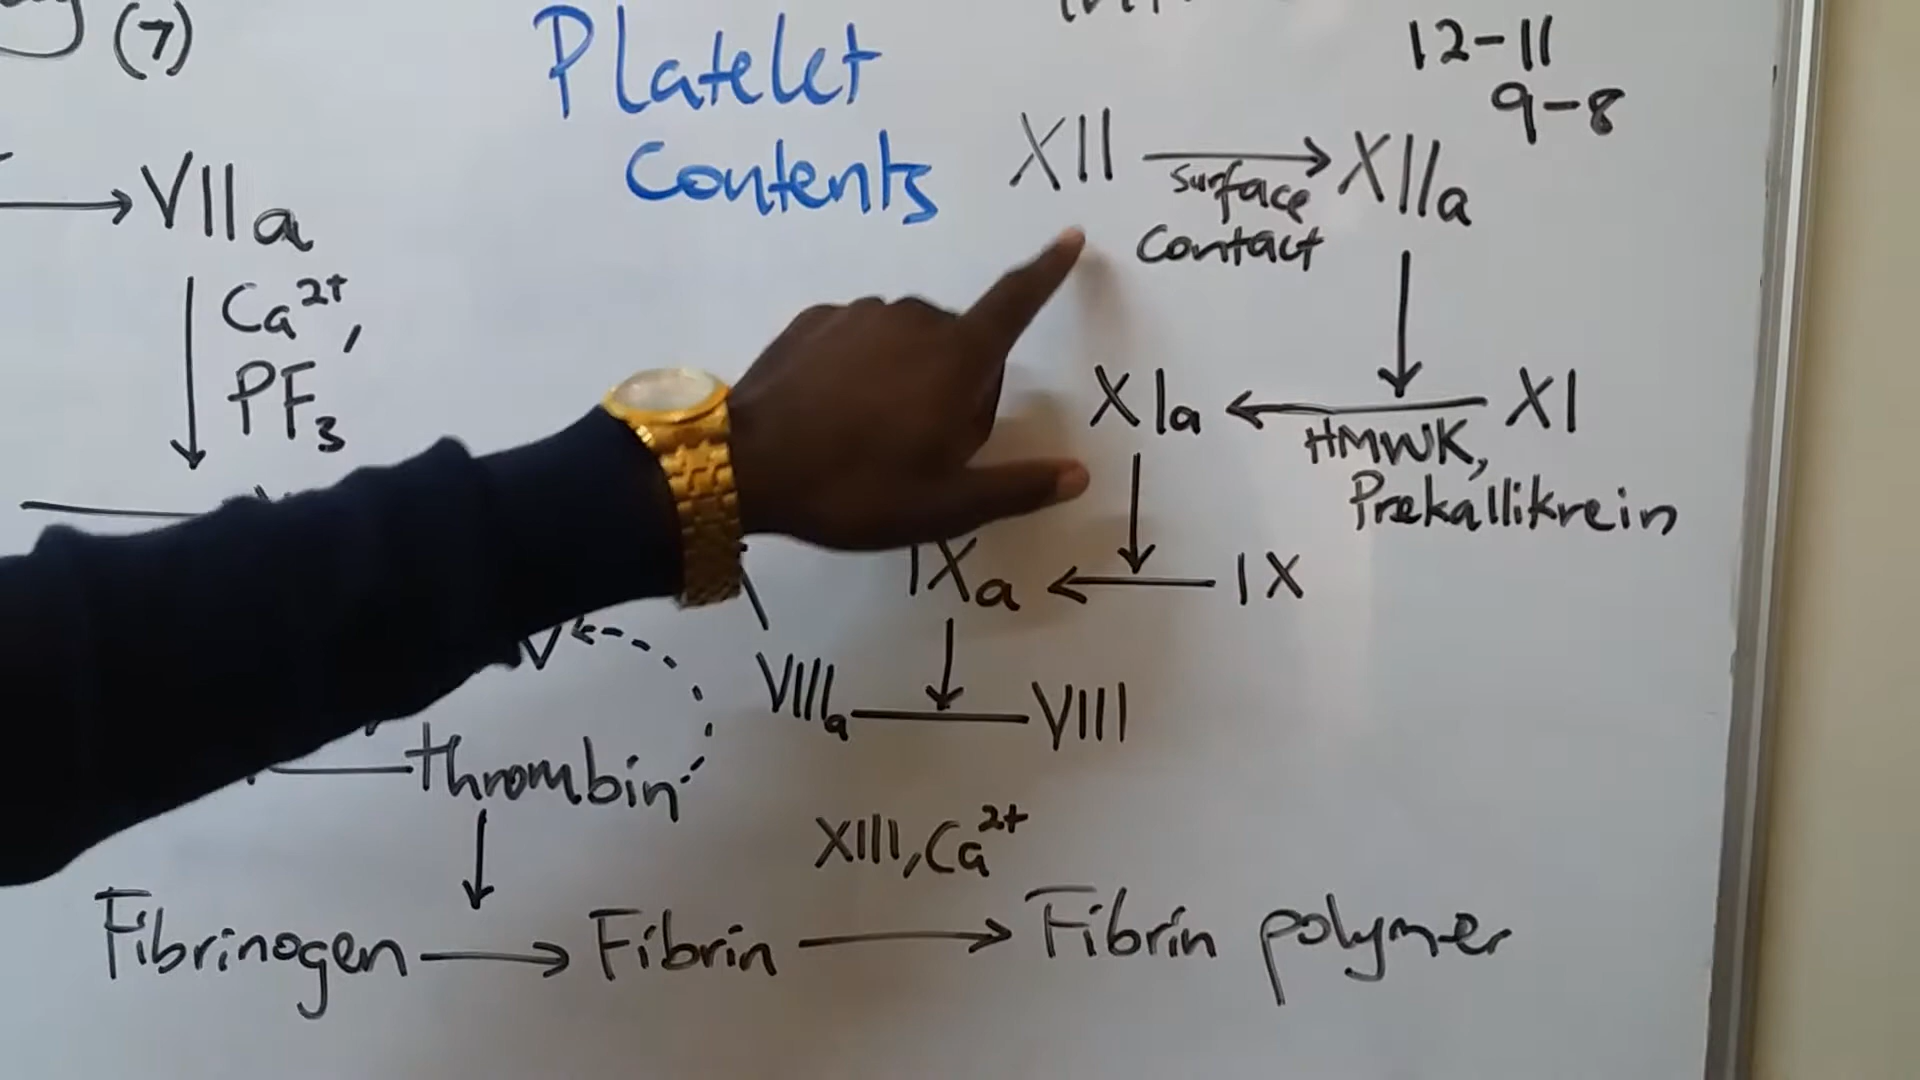 (7)
Platelet
Contents
12-11
9-8
XII → XIIa
Surface
Contact
→ VIIa
Ca²⁺,
PF₃
XIa ← XI
HMWK,
Prekallikrein
IXa ← IX
V
VIIIa — VIII
thrombin
XIII, Ca²⁺
Fibrinogen → Fibrin → Fibrin polymer